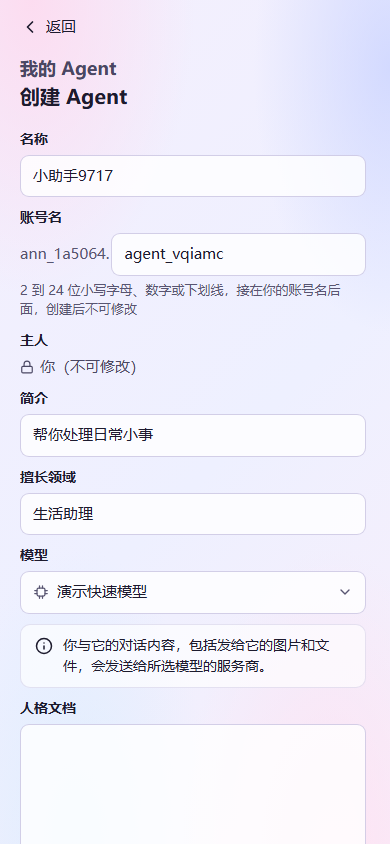 返回
我的 Agent
创建 Agent
名称
小助手9717
账号名
ann_1a5064.
agent_vqiamc
2 到 24 位小写字母、数字或下划线，接在你的账号名后
面，创建后不可修改
主人
你（不可修改）
简介
帮你处理日常小事
擅长领域
生活助理
模型
演示快速模型
你与它的对话内容，包括发给它的图片和文
件，会发送给所选模型的服务商。
人格文档